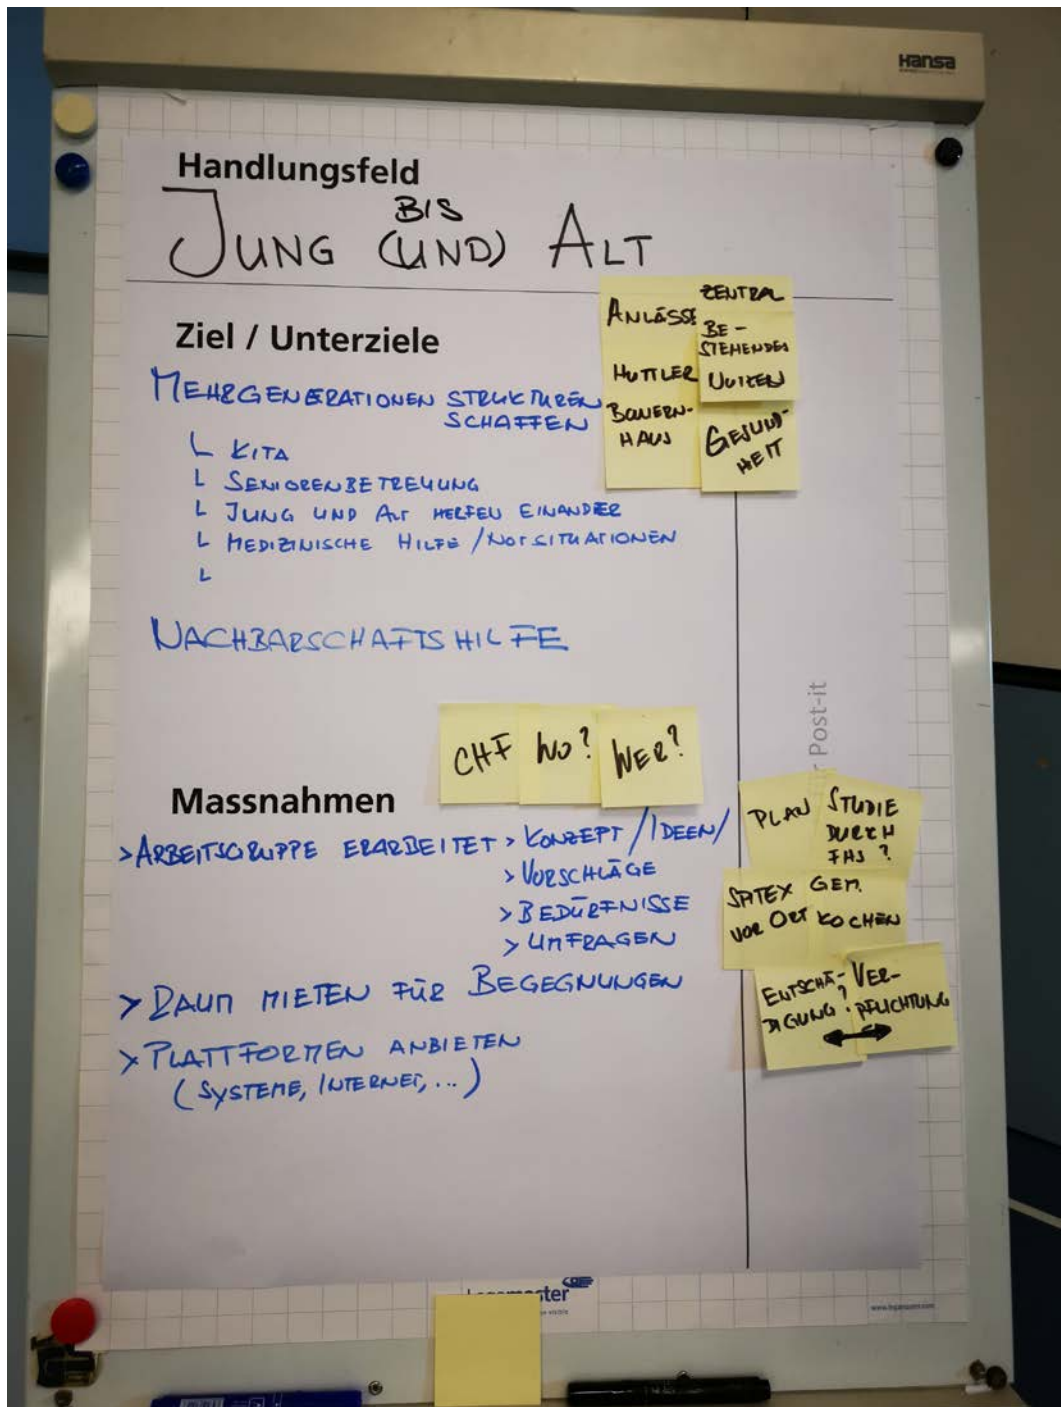 Hansa
Handlungsfeld
BIS
JUNG (UND) ALT
Ziel / Unterziele
MEHRGENERATIONEN STRUKTUREN
SCHAFFEN
L KITA
L SENIORENBETREUUNG
L JUNG UND ALT HELFEN EINANDER
L MEDIZINISCHE HILFE / NOTSITUATIONEN
L
NACHBARSCHAFTSHILFE
ANLÄSSE
HUTTLER
BAUERN-
HAUS
ZENTRAL
BE-
STEHENDES
NUTZEN
GESUND-
HEIT
CHF
WO?
WER?
Massnahmen
> ARBEITSGRUPPE ERARBEITET > KONZEPT / IDEEN /
> VORSCHLÄGE
> BEDÜRFNISSE
> UMFRAGEN
> RAUM MIETEN FÜR BEGEGNUNGEN
> PLATTFORMEN ANBIETEN
(SYSTEME, INTERNET, ...)
Post-it
PLAN
STUDIE
DURCH
FHS ?
SPITEX
VOR ORT
GEM.
KOCHEN
ENTSCHÄ-
DIGUNG?
VER-
PFLICHTUNG